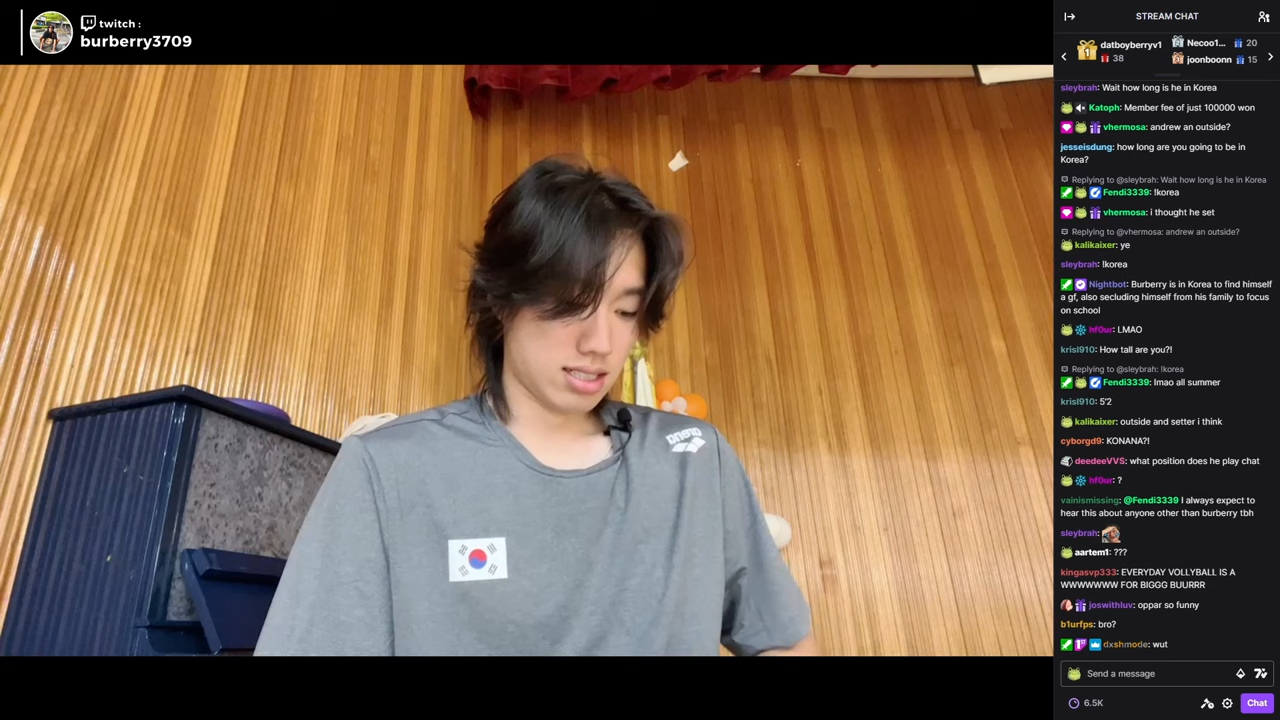 twitch :
burberry3709
arena
STREAM CHAT
datboyberryv1
38
Necoo1... 20
joonboonn 15
sleybrah: Wait how long is he in Korea
Katoph: Member fee of just 100000 won
vhermosa: andrew an outside?
jesseisdung: how long are you going to be in
Korea?
Replying to @sleybrah: Wait how long is he in Korea
Fendi3339: !korea
vhermosa: i thought he set
Replying to @vhermosa: andrew an outside?
kalikaixer: ye
sleybrah: !korea
Nightbot: Burberry is in Korea to find himself
a gf, also secluding himself from his family to focus
on school
hf0ur: LMAO
krisl910: How tall are you?!
Replying to @sleybrah: !korea
Fendi3339: lmao all summer
krisl910: 5'2
kalikaixer: outside and setter i think
cyborgd9: KONANA?!
deedeeVVS: what position does he play chat
hf0ur: ?
vainismissing: @Fendi3339 I always expect to
hear this about anyone other than burberry tbh
sleybrah:
aartem1: ???
kingasvp333: EVERYDAY VOLLYBALL IS A
WWWWWWW FOR BIGGG BUURRR
joswithluv: oppar so funny
b1urfps: bro?
dxshmode: wut
Send a message
6.5K
Chat